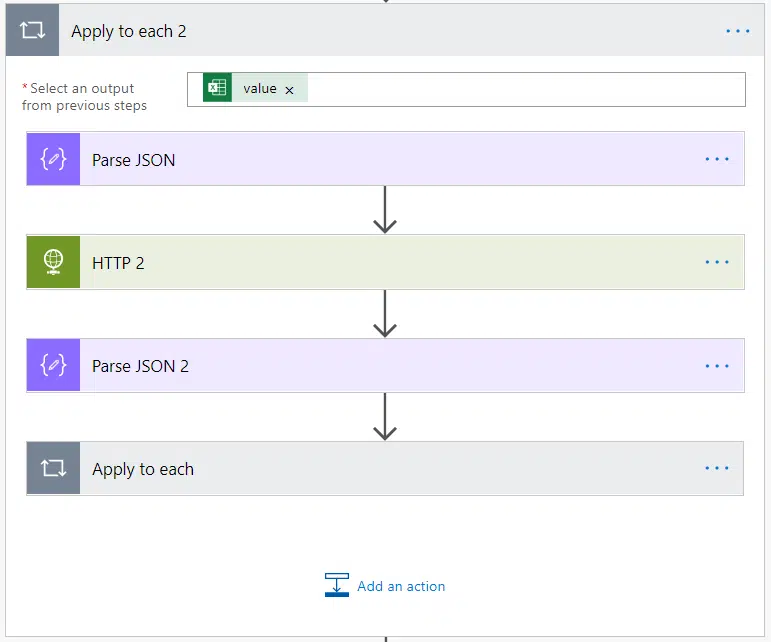 Apply to each 2
* Select an output
from previous steps
value ×
Parse JSON
HTTP 2
Parse JSON 2
Apply to each
Add an action